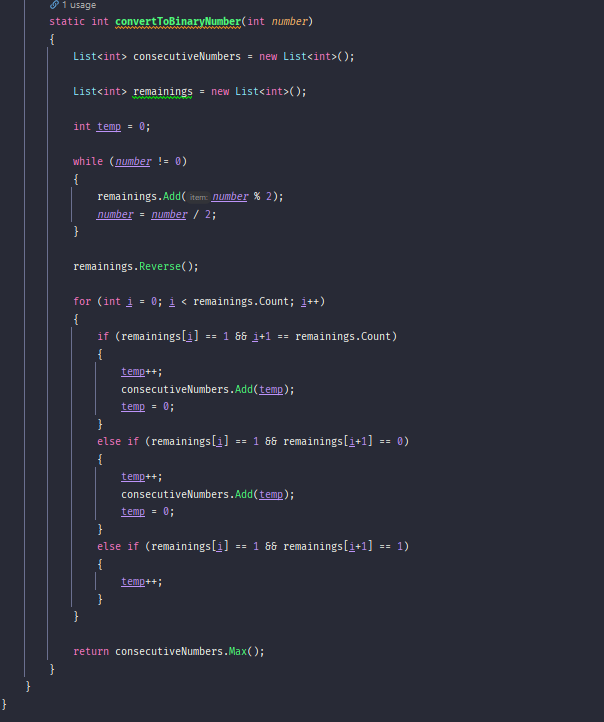 1 usage
static int convertToBinaryNumber(int number)
{
List<int> consecutiveNumbers = new List<int>();
List<int> remainings = new List<int>();
int temp = 0;
while (number != 0)
{
remainings.Add( item: number % 2);
number = number / 2;
}
remainings.Reverse();
for (int i = 0; i < remainings.Count; i++)
{
if (remainings[i] == 1 && i+1 == remainings.Count)
{
temp++;
consecutiveNumbers.Add(temp);
temp = 0;
}
else if (remainings[i] == 1 && remainings[i+1] == 0)
{
temp++;
consecutiveNumbers.Add(temp);
temp = 0;
}
else if (remainings[i] == 1 && remainings[i+1] == 1)
{
temp++;
}
}
return consecutiveNumbers.Max();
}
}
}